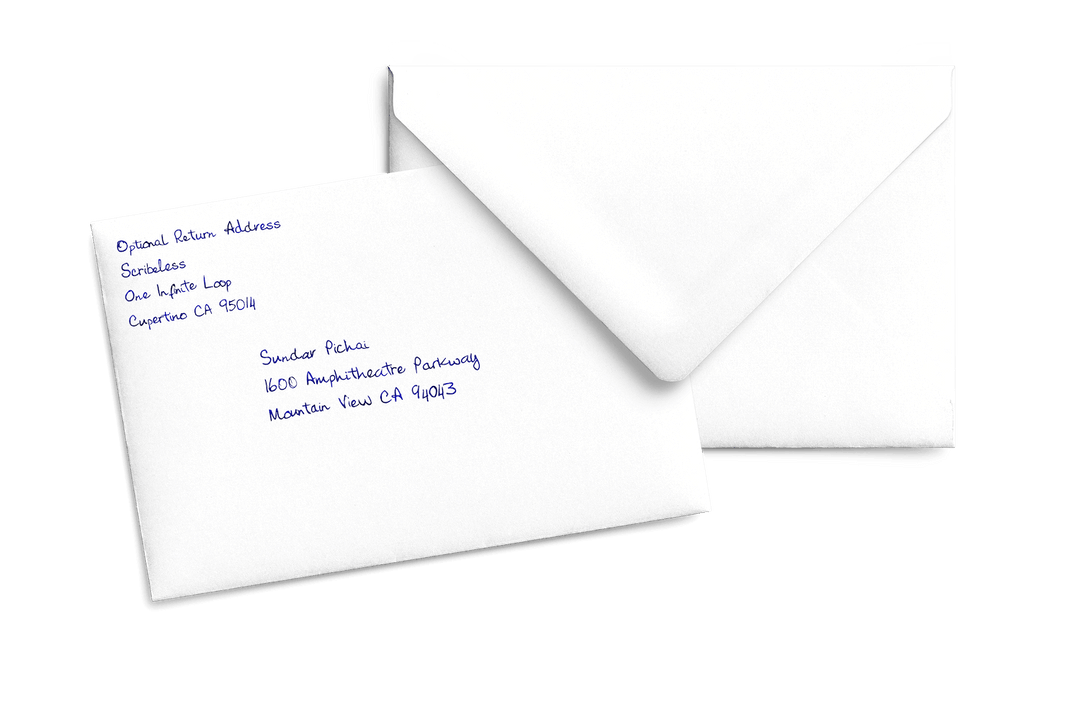 Optional Return Address
Scribeless
One Infinite Loop
Cupertino CA 95014
Sundar Pichai
1600 Amphitheatre Parkway
Mountain View CA 94043